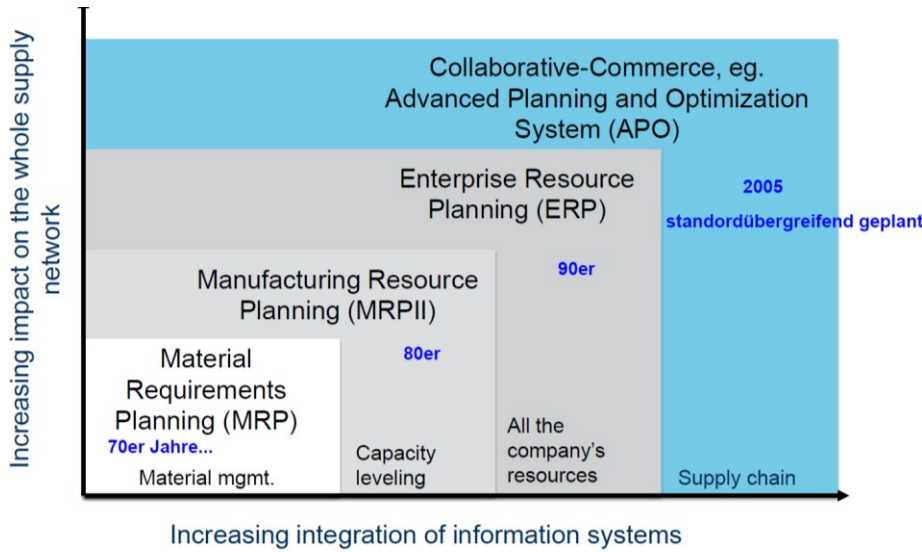 Increasing impact on the whole supply
network
Collaborative-Commerce, eg.
Advanced Planning and Optimization
System (APO)
2005
standordübergreifend geplant
Enterprise Resource
Planning (ERP)
90er
Manufacturing Resource
Planning (MRPII)
80er
Material
Requirements
Planning (MRP)
70er Jahre...
Material mgmt.
Capacity
leveling
All the
company's
resources
Supply chain
Increasing integration of information systems